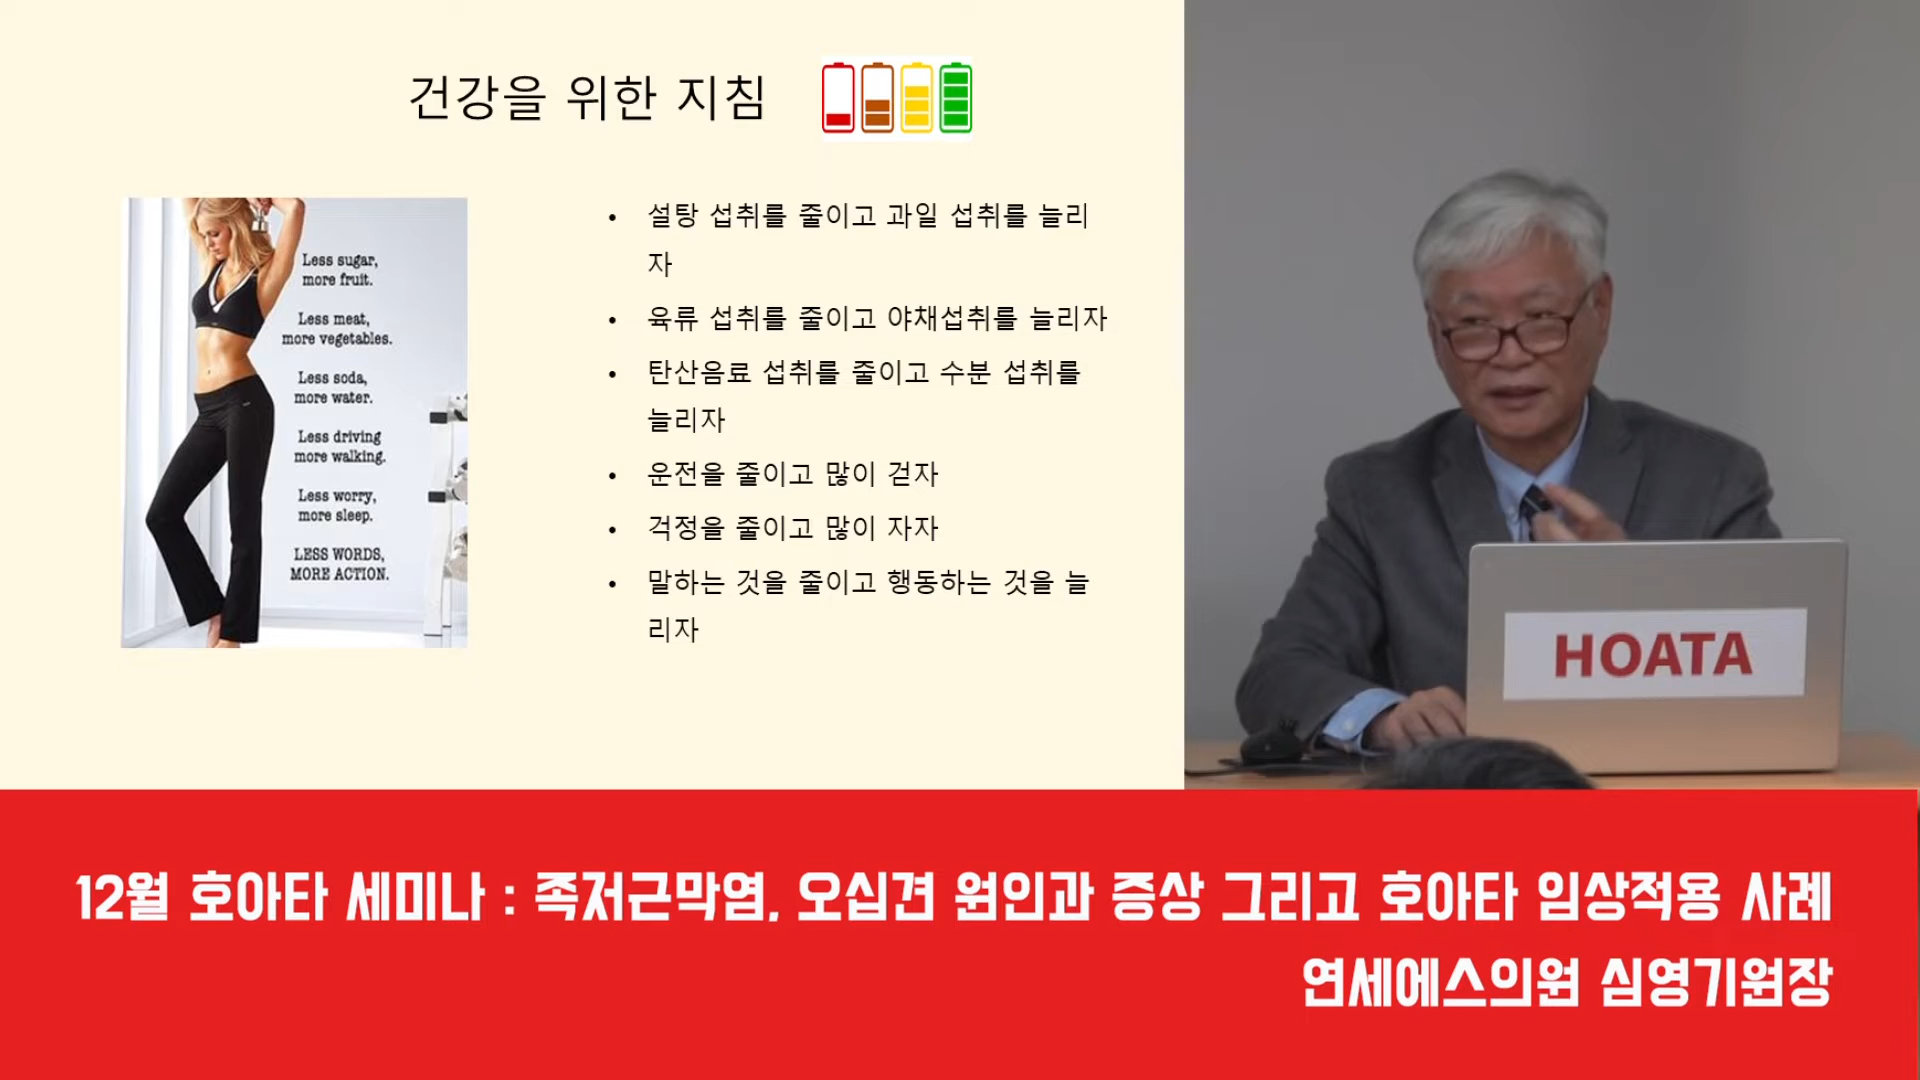 건강을 위한 지침
Less sugar,
more fruit.
Less meat,
more vegetables.
Less soda,
more water.
Less driving
more walking.
Less worry,
more sleep.
LESS WORDS,
MORE ACTION.
• 설탕 섭취를 줄이고 과일 섭취를 늘리
자
• 육류 섭취를 줄이고 야채섭취를 늘리자
• 탄산음료 섭취를 줄이고 수분 섭취를
늘리자
• 운전을 줄이고 많이 걷자
• 걱정을 줄이고 많이 자자
• 말하는 것을 줄이고 행동하는 것을 늘
리자
HOATA
12월 호아타 세미나 : 족저근막염, 오십견 원인과 증상 그리고 호아타 임상적용 사례
연세에스의원 심영기원장